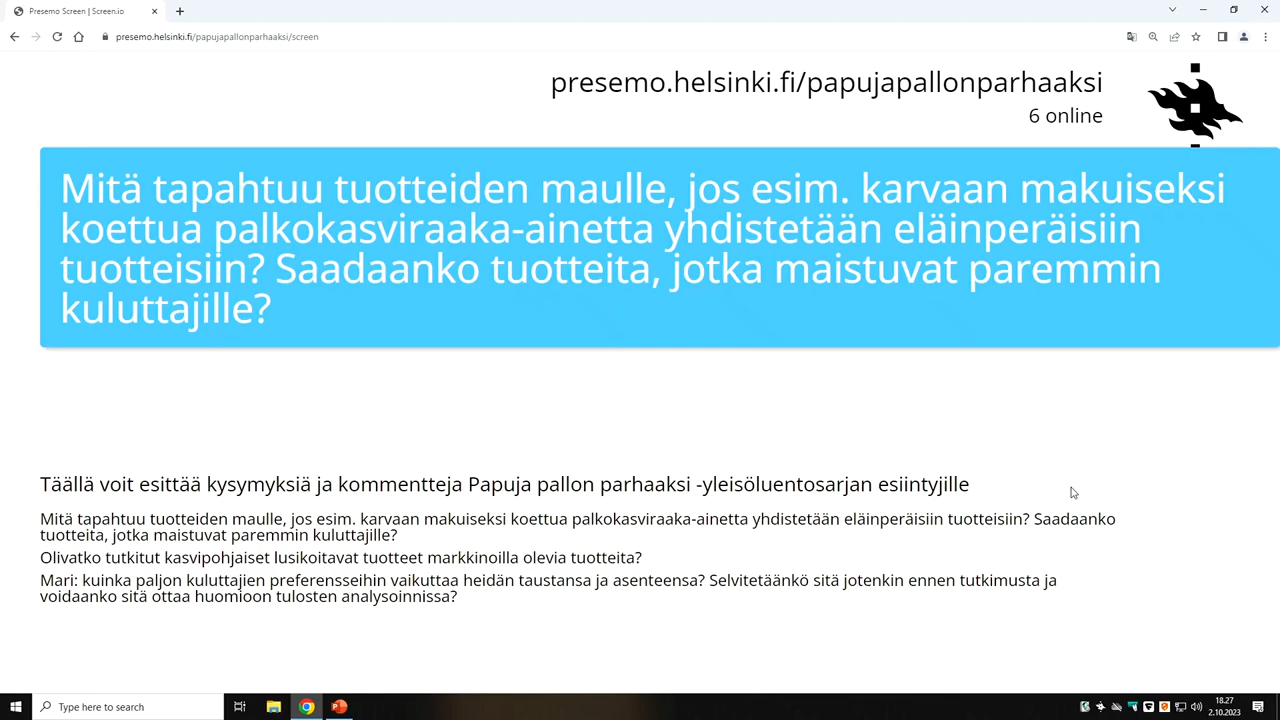 Presemo Screen | Screen.io
presemo.helsinki.fi/papujapallonparhaaksi/screen
presemo.helsinki.fi/papujapallonparhaaksi
6 online
Mitä tapahtuu tuotteiden maulle, jos esim. karvaan makuiseksi
koettua palkokasviraaka-ainetta yhdistetään eläinperäisiin
tuotteisiin? Saadaanko tuotteita, jotka maistuvat paremmin
kuluttajille?
Täällä voit esittää kysymyksiä ja kommentteja Papuja pallon parhaaksi -yleisöluentosarjan esiintyjille
Mitä tapahtuu tuotteiden maulle, jos esim. karvaan makuiseksi koettua palkokasviraaka-ainetta yhdistetään eläinperäisiin tuotteisiin? Saadaanko
tuotteita, jotka maistuvat paremmin kuluttajille?
Olivatko tutkitut kasvipohjaiset lusikoitavat tuotteet markkinoilla olevia tuotteita?
Mari: kuinka paljon kuluttajien preferensseihin vaikuttaa heidän taustansa ja asenteensa? Selvitetäänkö sitä jotenkin ennen tutkimusta ja
voidaanko sitä ottaa huomioon tulosten analysoinnissa?
Type here to search
18.27
2.10.2023